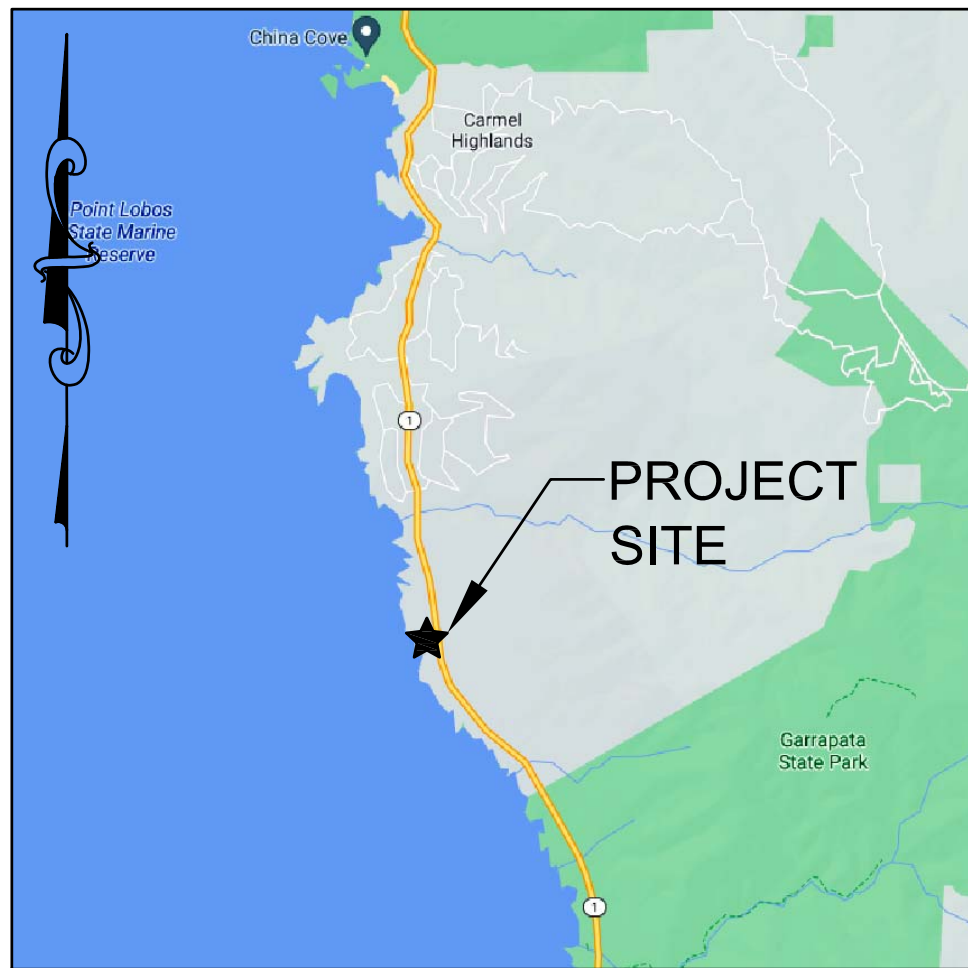 China Cove
Carmel
Highlands
Point Lobos
State Marine
Reserve
1
PROJECT
SITE
Garrapata
State Park
1